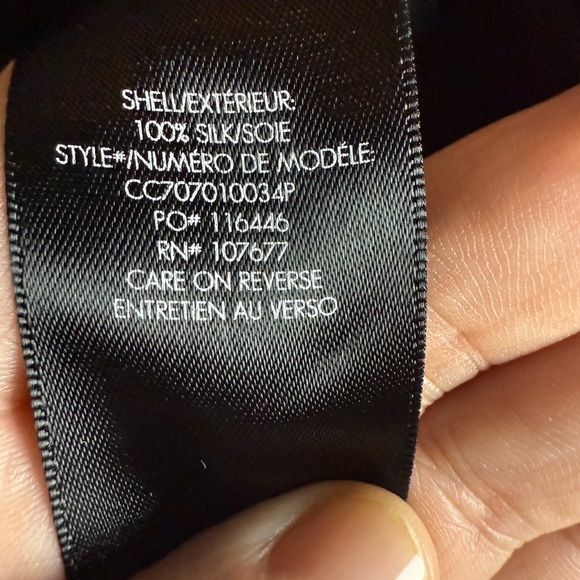 SHELL/EXTÉRIEUR:
100% SILK/SOIE
STYLE#/NUMÉRO DE MODÉLE:
CC707010034P
PO# 116446
RN# 107677
CARE ON REVERSE
ENTRETIEN AU VERSO